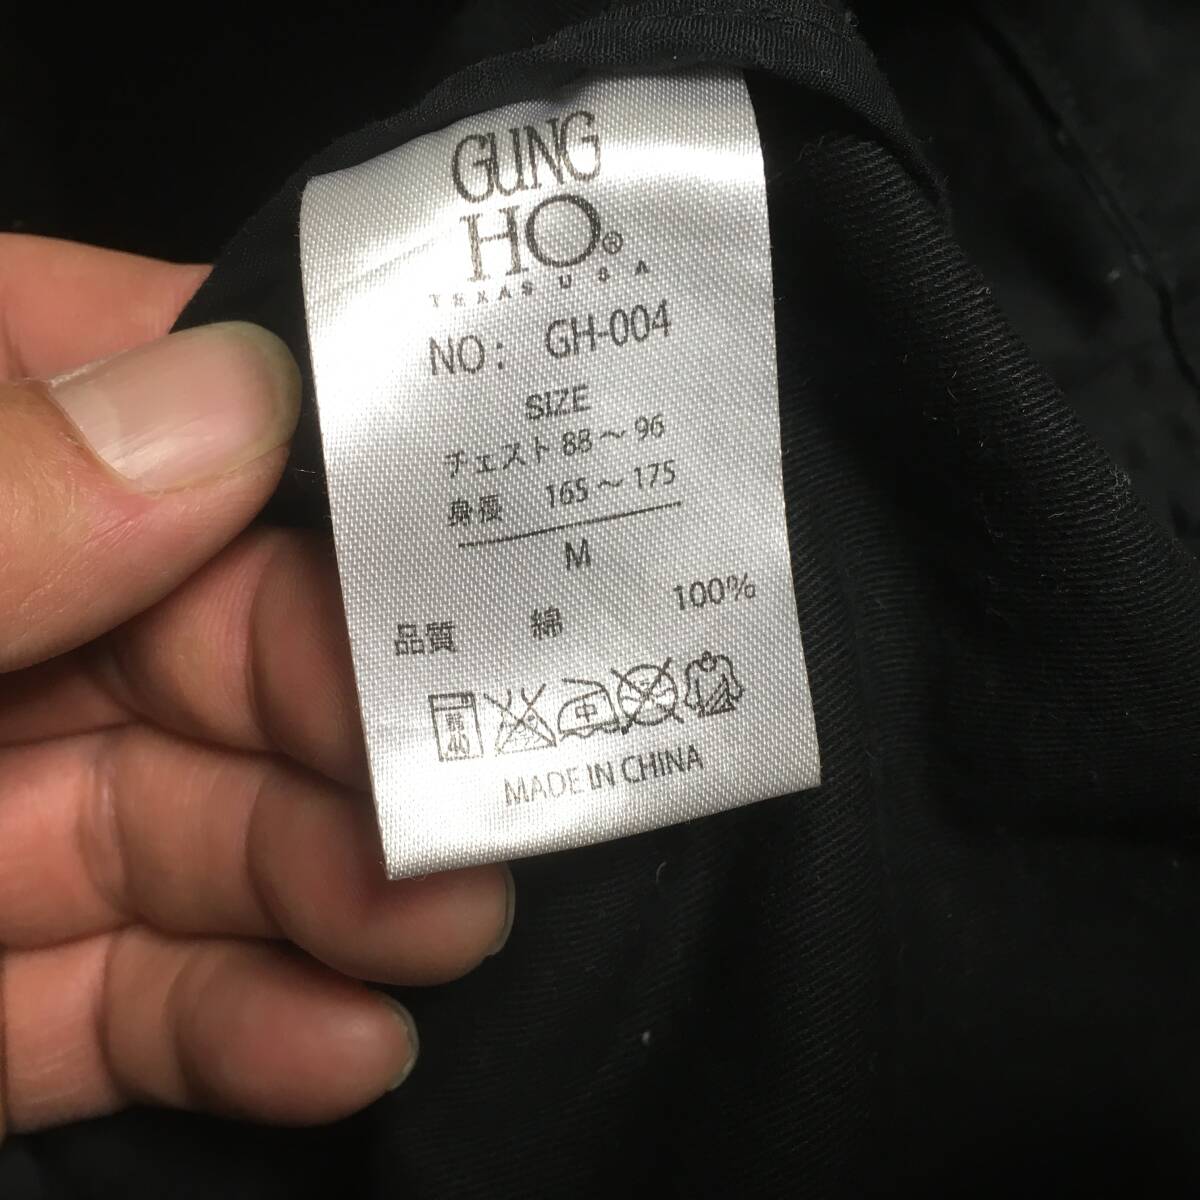 GUNG
HO®
TEXAS USA
NO: GH-004
SIZE
チェスト 88～96
身長 165～175
M
品質 綿 100%
40
中
MADE IN CHINA